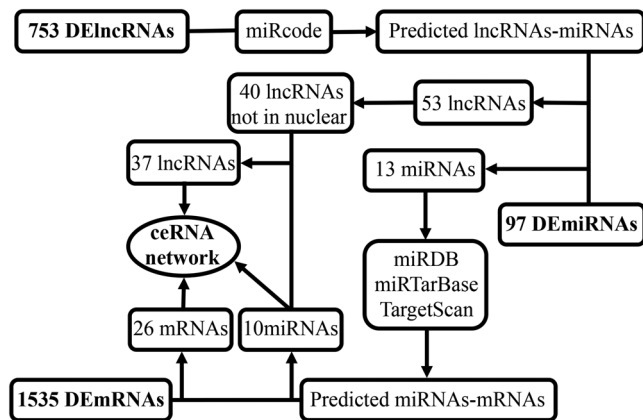 753 DElncRNAs
miRcode
Predicted lncRNAs-miRNAs
40 lncRNAs
not in nuclear
53 lncRNAs
37 lncRNAs
13 miRNAs
97 DEmiRNAs
ceRNA
network
miRDB
miRTarBase
TargetScan
26 mRNAs
10miRNAs
1535 DEmRNAs
Predicted miRNAs-mRNAs